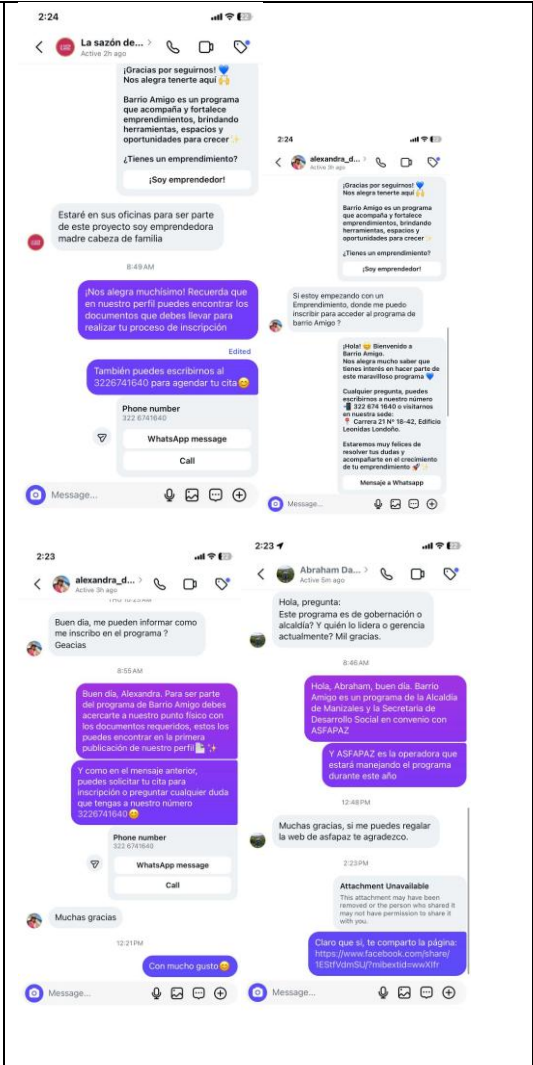 2:24
La sazón de... >
Active 2h ago
¡Gracias por seguirnos! 💙
Nos alegra tenerte aquí 🙌
Barrio Amigo es un programa
que acompaña y fortalece
emprendimientos, brindando
herramientas, espacios y
oportunidades para crecer ✨
¿Tienes un emprendimiento?
¡Soy emprendedor!
Estaré en sus oficinas para ser parte
de este proyecto soy emprendedora
madre cabeza de familia
8:49 AM
¡Nos alegra muchísimo! Recuerda que
en nuestro perfil puedes encontrar los
documentos que debes llevar para
realizar tu proceso de inscripción
Edited
También puedes escribirnos al
3226741640 para agendar tu cita😊
Phone number
322 6741640
WhatsApp message
Call
Message...
2:24
alexandra_d... >
Active 3h ago
¡Gracias por seguirnos! 💙
Nos alegra tenerte aquí 🙌
Barrio Amigo es un programa
que acompaña y fortalece
emprendimientos, brindando
herramientas, espacios y
oportunidades para crecer ✨
¿Tienes un emprendimiento?
¡Soy emprendedor!
Si estoy empezando con un
Emprendimiento, donde me puedo
inscribir para acceder al programa de
barrio Amigo ?
¡Hola! 😊 Bienvenido a
Barrio Amigo.
Nos alegra mucho saber que
tienes interés en hacer parte de
este maravilloso programa 💙
Cualquier pregunta, puedes
escribirnos a nuestro número
📲 322 674 1640 o visitarnos
en nuestra sede:
📍 Carrera 21 Nº 18-42, Edificio
Leonidas Londoño.
Estaremos muy felices de
resolver tus dudas y
acompañarte en el crecimiento
de tu emprendimiento 🚀✨
Mensaje a Whatsapp
Message...
2:23
alexandra_d... >
Active 3h ago
Buen dia, me pueden informar como
me inscribo en el programa ?
Geacias
8:55 AM
Buen día, Alexandra. Para ser parte
del programa de Barrio Amigo debes
acercarte a nuestro punto físico con
los documentos requeridos, estos los
puedes encontrar en la primera
publicación de nuestro perfil📄✨
Y como en el mensaje anterior,
puedes solicitar tu cita para
inscripción o preguntar cualquier duda
que tengas a nuestro número
3226741640😊
Phone number
322 6741640
WhatsApp message
Call
Muchas gracias
12:21 PM
Con mucho gusto😊
Message...
2:23
Abraham Da... >
Active 5m ago
Hola, pregunta:
Este programa es de gobernación o
alcaldía? Y quién lo lidera o gerencia
actualmente? Mil gracias.
8:46 AM
Hola, Abraham, buen día. Barrio
Amigo es un programa de la Alcaldía
de Manizales y la Secretaria de
Desarrollo Social en convenio con
ASFAPAZ
Y ASFAPAZ es la operadora que
estará manejando el programa
durante este año
12:48 PM
Muchas gracias, si me puedes regalar
la web de asfapaz te agradezco.
2:23 PM
Attachment Unavailable
This attachment may have been
removed or the person who shared it
may not have permission to share it
with you.
Claro que si, te comparto la página:
https://www.facebook.com/share/
1EStfVdmSU/?mibextid=wwXIfr
Message...